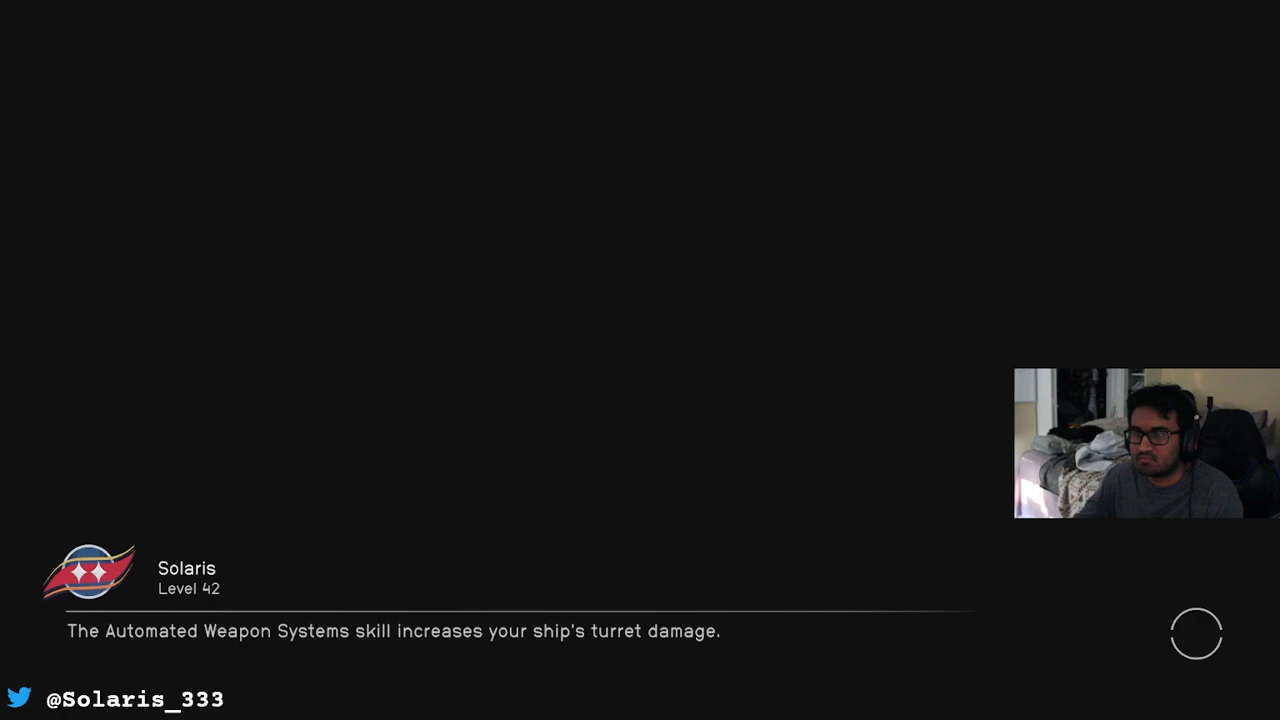 Solaris
Level 42
The Automated Weapon Systems skill increases your ship's turret damage.
@Solaris_333